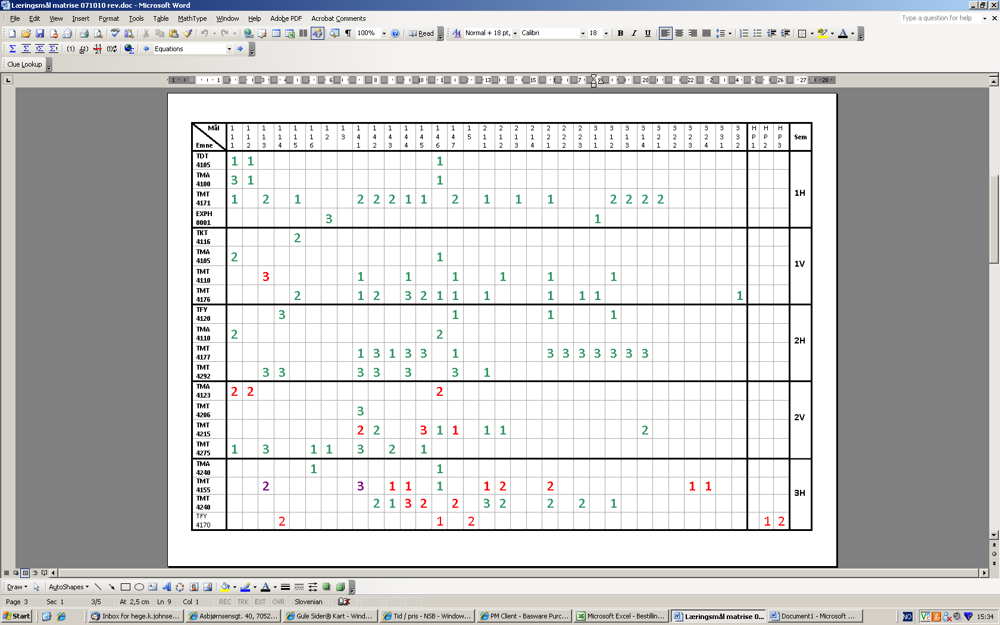 Læringsmål matrise 071010 rev.doc - Microsoft Word
File Edit View Insert Format Tools Table MathType Window Help Adobe PDF Acrobat Comments Type a question for help
100% Read Normal + 18 pt, Calibri 18 B I U
Equations
Clue Lookup
Mål Emne 111 112 113 114 115 116 12 13 141 142 143 144 145 146 147 15 211 212 213 214 221 222 223 311 312 313 314 321 322 323 324 331 332 HP1 HP2 HP3 Sem
TDT 4105 1 1 1
TMA 4100 3 1 1
TMT 4171 1 2 1 2 2 2 1 1 2 1 1 1 2 2 2 2
1H
EXPH 0001 3 1
TKT 4116 2
TMA 4105 2 1
1V
TMT 4110 3 1 1 1 1 1 1
TMT 4176 2 1 2 3 2 1 1 1 1 1 1 1
TFY 4120 3 1 1 1
TMA 4110 2 2
2H
TMT 4177 1 3 1 3 3 1 3 3 3 3 3 3 3
TMT 4292 3 3 3 3 3 3 1
TMA 4123 2 2 2
TMT 4206 3
2V
TMT 4215 2 2 3 1 1 1 1 2
TMT 4275 1 3 1 1 3 2 1
TMA 4240 1 1
TMT 4155 2 3 1 1 1 1 2 2 1 1
3H
TMT 4240 2 1 3 2 2 3 2 2 2 1
TFY 4170 2 1 2 1 2
Draw AutoShapes
Page 3 Sec 1 3/5 At 2,5 cm Ln 9 Col 1 REC TRK EXT OVR Slovenian
Start Inbox for hege.k.johnse... Asbjørnsensgt. 40, 7052... Gule Sider® Kart - Wind... Tid / pris - NSB - Window... PM Client - Basware Purc... Microsoft Excel - Bestillin... Læringsmål matrise 0... Document1 - Microsoft ... NO 15:34